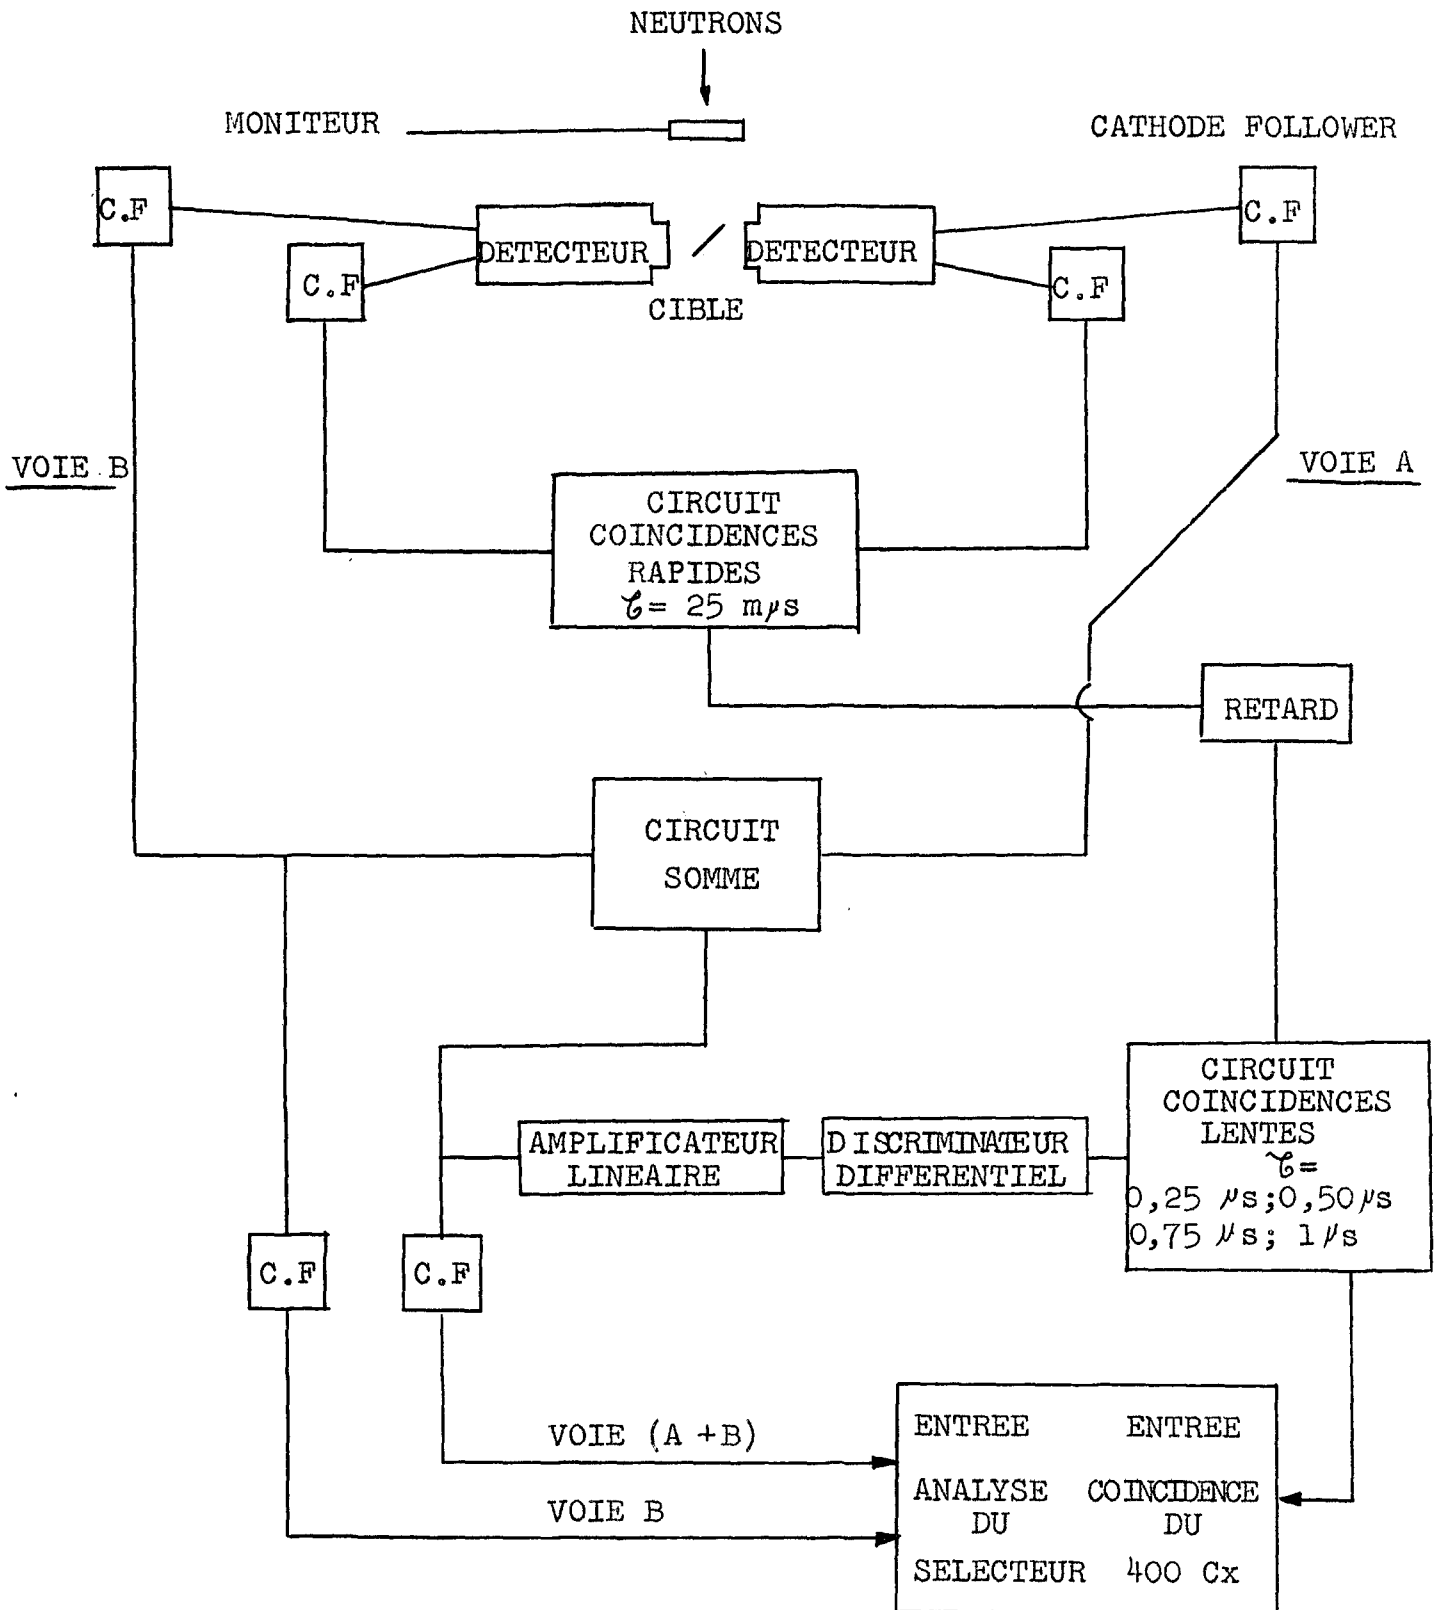 NEUTRONS
MONITEUR
CATHODE FOLLOWER
C.F
C.F
DETECTEUR
DETECTEUR
C.F
C.F
CIBLE
VOIE B
VOIE A
CIRCUIT
COINCIDENCES
RAPIDES
τ= 25 mμs
RETARD
CIRCUIT
SOMME
CIRCUIT
COINCIDENCES
LENTES
τ=
0,25 μs;0,50μs
0,75 μs; 1μs
AMPLIFICATEUR
LINEAIRE
DISCRIMINATEUR
DIFFERENTIEL
C.F
C.F
VOIE (A +B)
VOIE B
ENTREE ENTREE
ANALYSE COINCIDENCE
DU DU
SELECTEUR 400 Cx